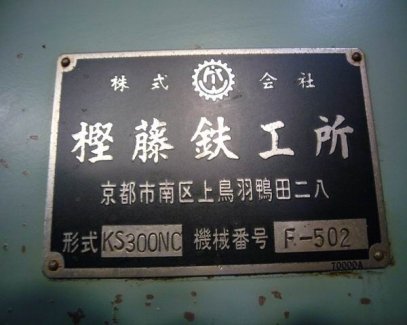 株式会社
樫藤鉄工所
京都市南区上鳥羽鴨田二八
形式 KS300NC 機械番号 F-502
70000A